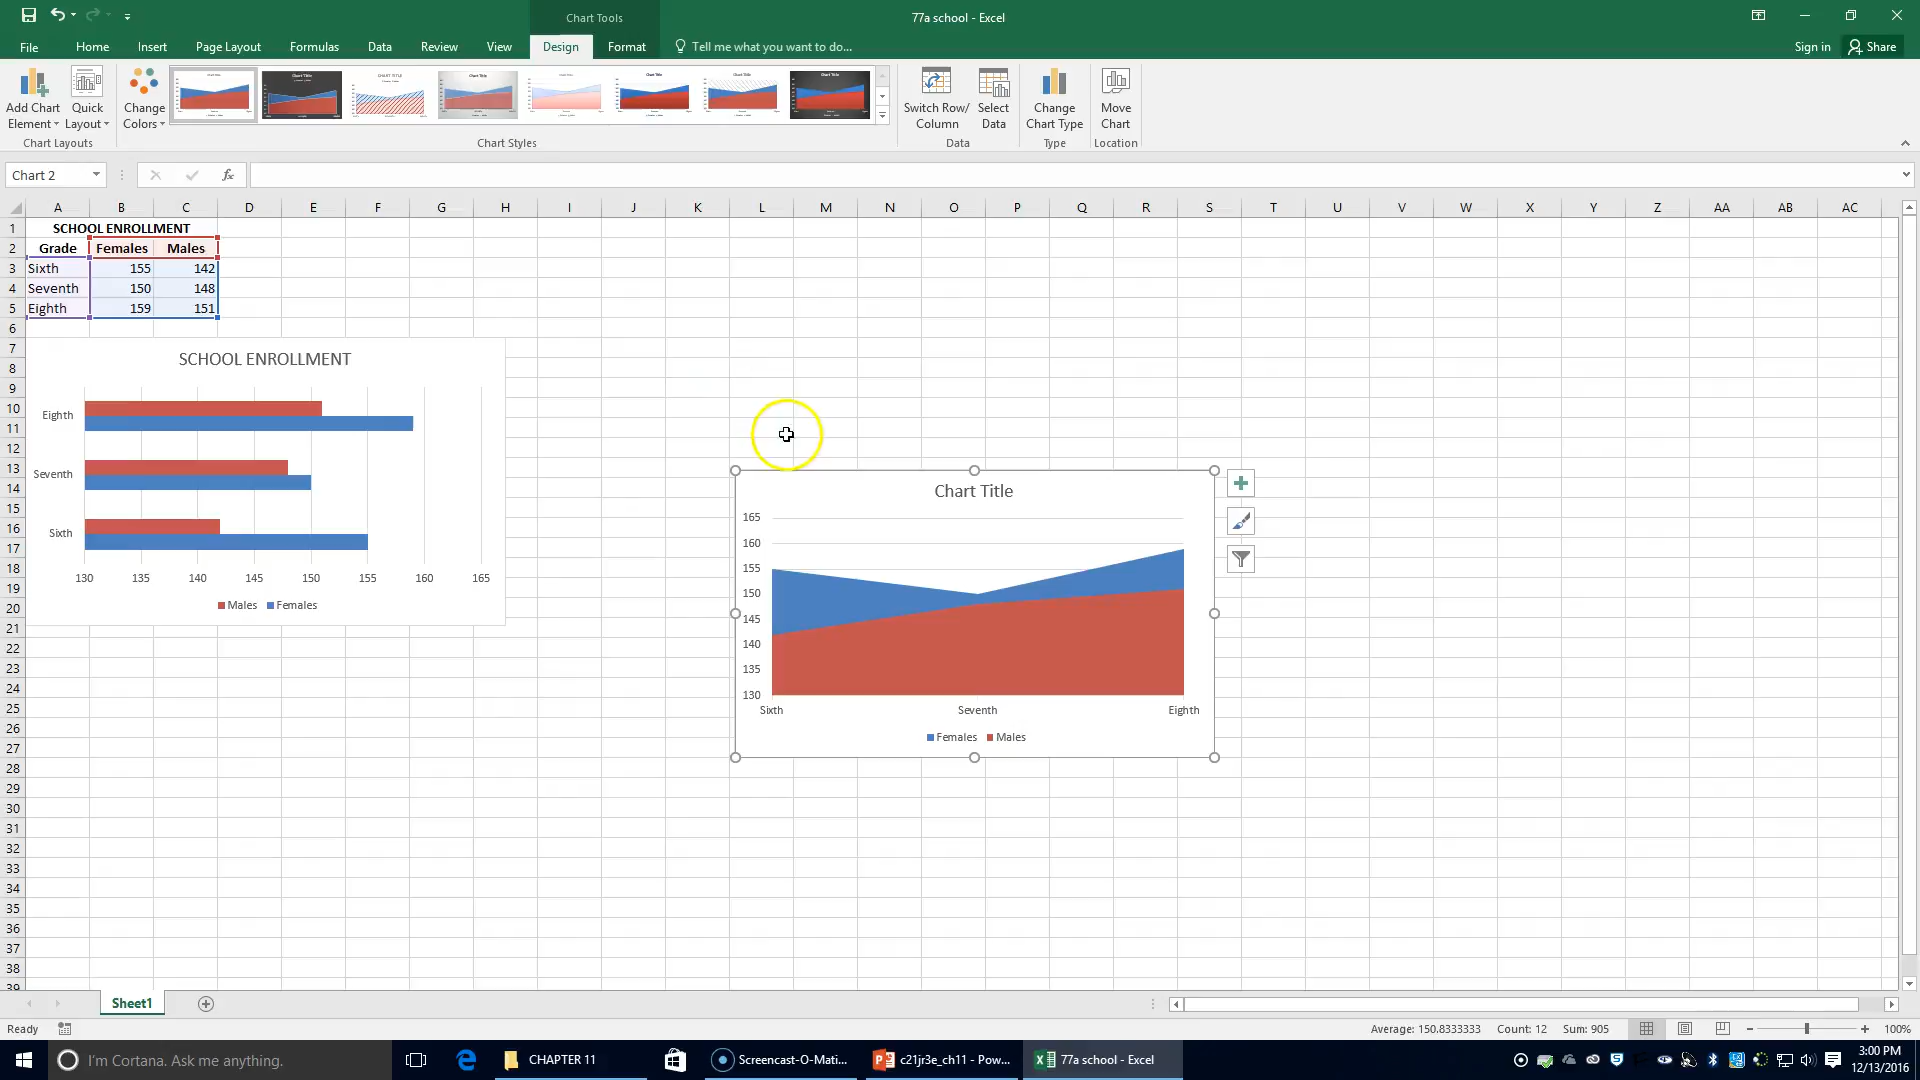 Chart Tools
77a school - Excel
File Home Insert Page Layout Formulas Data Review View Design Format Tell me what you want to do...
Sign in Share
Add Chart Element
Quick Layout
Change Colors
Switch Row/ Column
Select Data
Change Chart Type
Move Chart
Chart Layouts
Chart Styles
Data
Type
Location
Chart 2
fx
A B C D E F G H I J K L M N O P Q R S T U V W X Y Z AA AB AC
1 SCHOOL ENROLLMENT
2 Grade Females Males
3 Sixth 155 142
4 Seventh 150 148
5 Eighth 159 151
6
7
8
9
10
11
12
13
14
15
16
17
18
19
20
21
22
23
24
25
26
27
28
29
30
31
32
33
34
35
36
37
38
39
SCHOOL ENROLLMENT
Eighth
Seventh
Sixth
130 135 140 145 150 155 160 165
Males Females
Chart Title
165
160
155
150
145
140
135
130
Sixth Seventh Eighth
Females Males
Sheet1
Ready
Average: 150.8333333 Count: 12 Sum: 905
100%
I'm Cortana. Ask me anything.
CHAPTER 11
Screencast-O-Mati...
c21jr3e_ch11 - Pow...
77a school - Excel
3:00 PM
12/13/2016